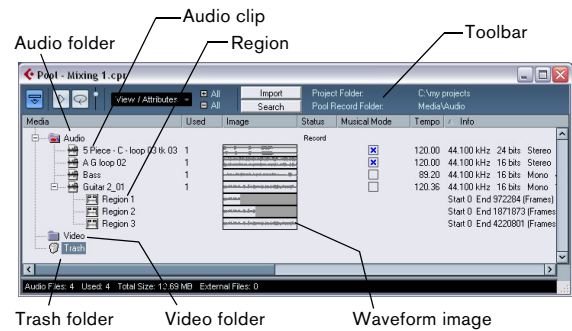 Audio clip
Audio folder
Region
Toolbar
Pool - Mixing 1.cpr
View / Attributes
All
All
Import
Search
Project Folder:
Pool Record Folder:
C:\my projects
Media\Audio
Media Used Image Status Musical Mode Tempo Info
Audio Record
5 Piece - C - loop 03 tk 03 1 120.00 44.100 kHz 24 bits Stereo
A G loop 02 1 120.00 44.100 kHz 16 bits Stereo
Bass 1 89.20 44.100 kHz 16 bits Mono
Guitar 2_01 1 120.36 44.100 kHz 16 bits Mono
Region 1 Start 0 End 972284 (Frames)
Region 2 Start 0 End 1871873 (Frames
Region 3 Start 0 End 4220801 (Frames
Video
Trash
Audio Files: 4 Used: 4 Total Size: 12.69 MB External Files: 0
Trash folder
Video folder
Waveform image